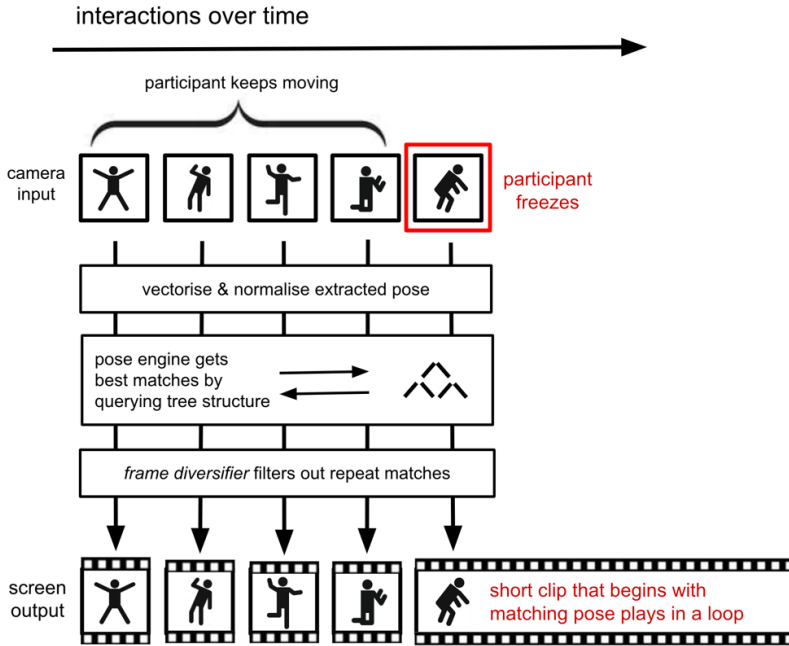 interactions over time
participant keeps moving
camera
input
participant
freezes
vectorise & normalise extracted pose
pose engine gets
best matches by
querying tree structure
frame diversifier filters out repeat matches
screen
output
short clip that begins with
matching pose plays in a loop